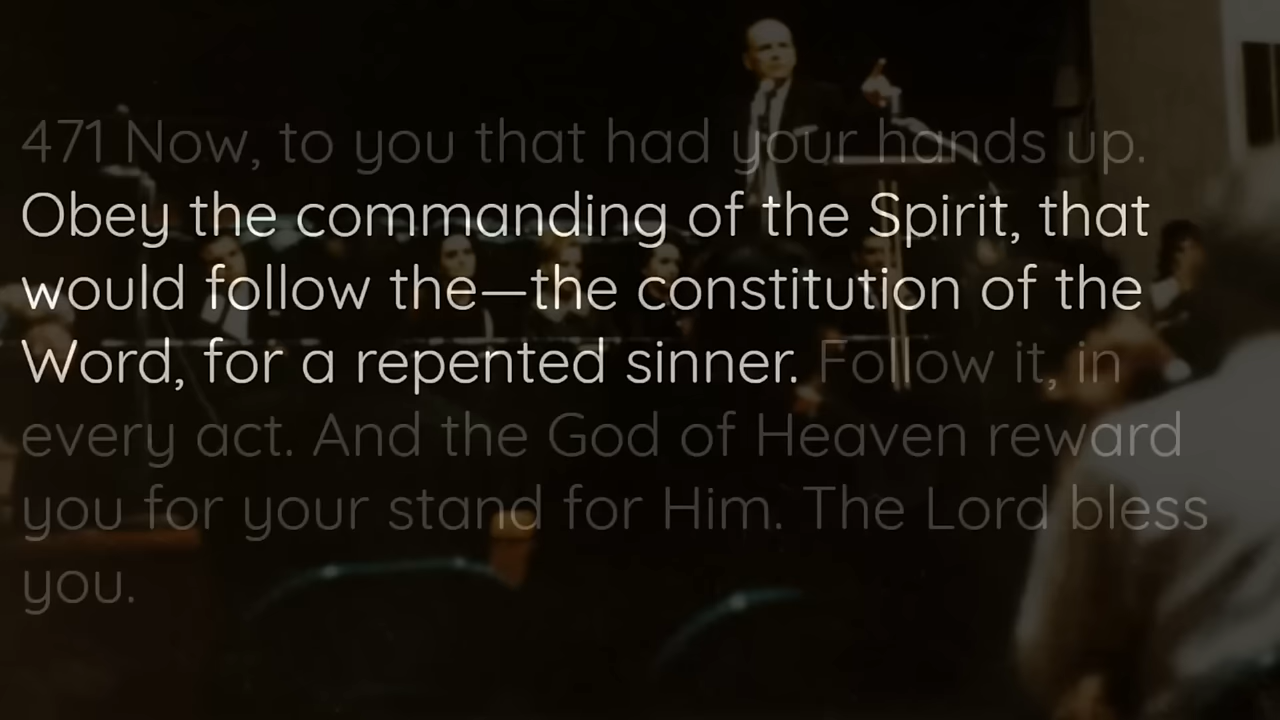 471 Now, to you that had your hands up.
Obey the commanding of the Spirit, that
would follow the—the constitution of the
Word, for a repented sinner. Follow it, in
every act. And the God of Heaven reward
you for your stand for Him. The Lord bless
you.